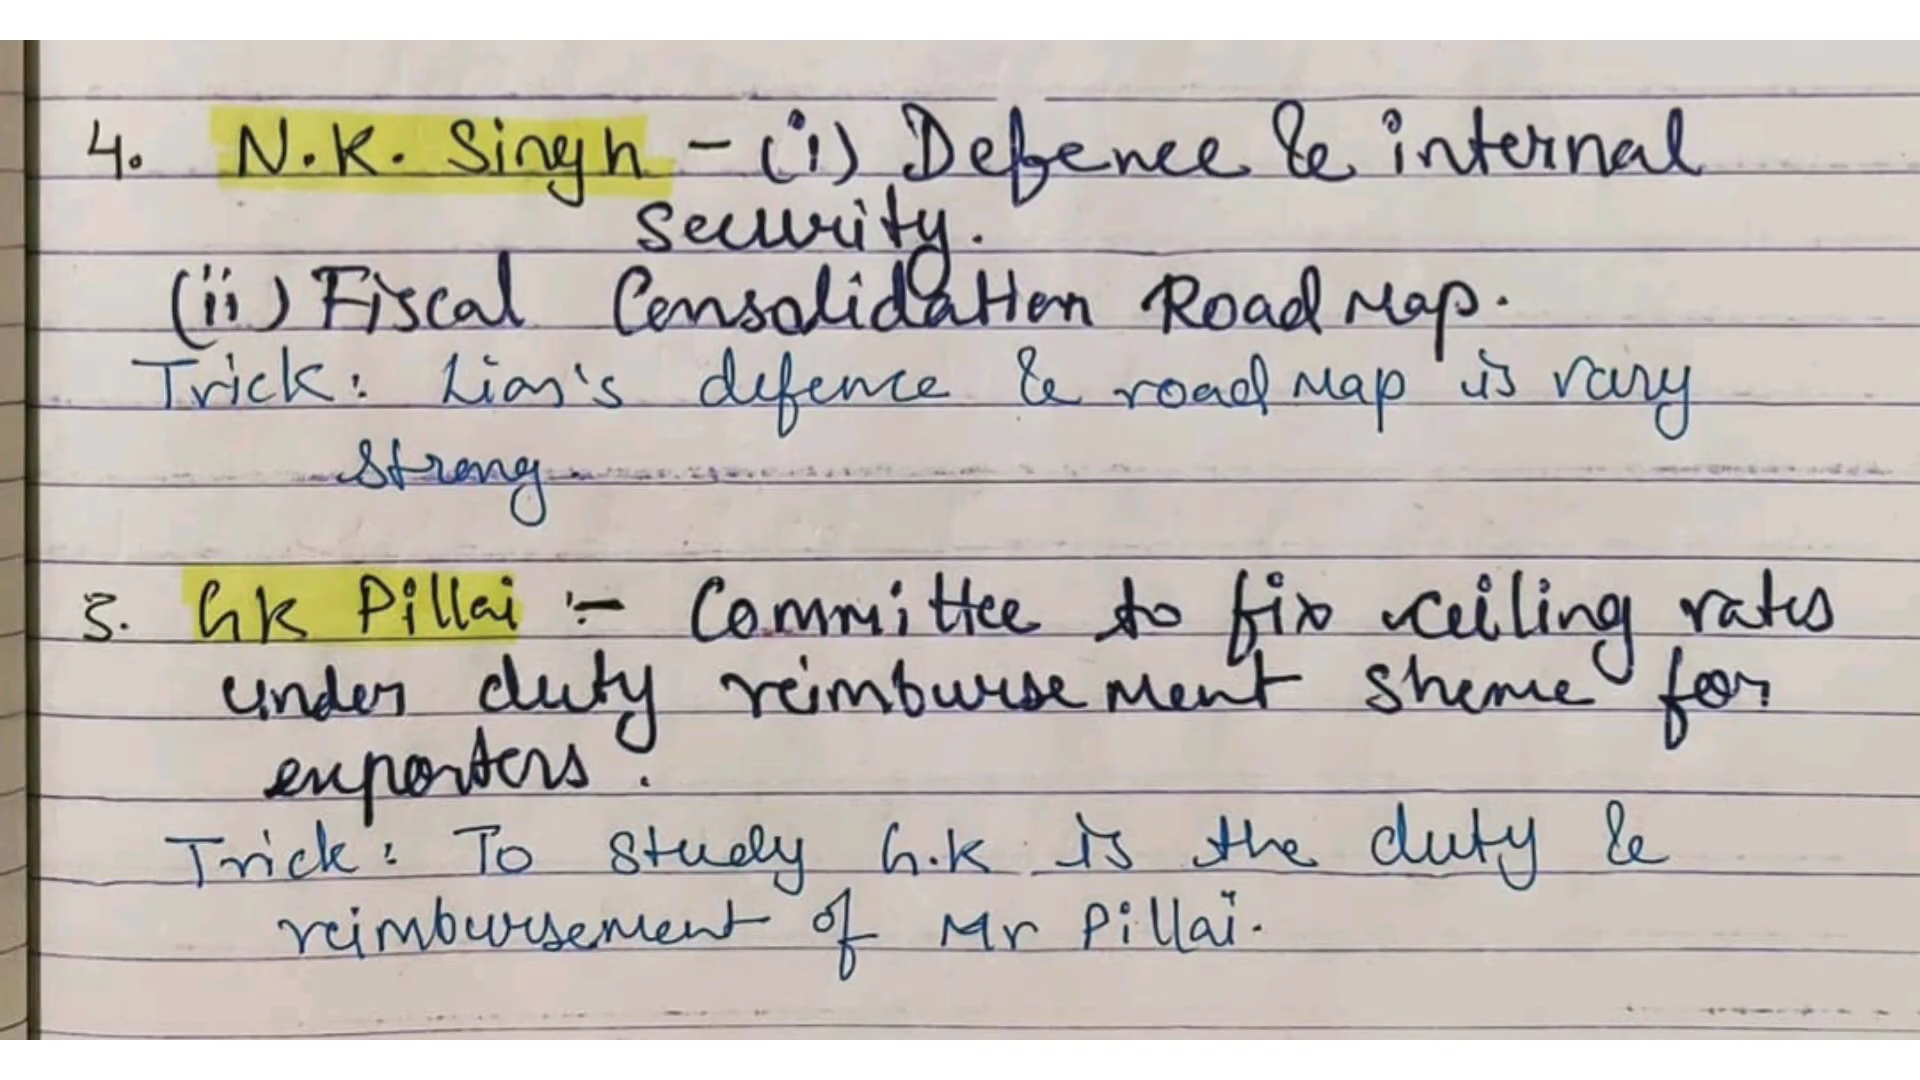 4. N.K. Singh - (i) Defence & internal
security.
(ii) Fiscal Consolidation Road Map.
Trick: Lion's defence & road map is vary
strong.
5. GK Pillai :- Committee to fix ceiling rates
under duty reimbursement sheme for
exporters.
Trick: To study G.K is the duty &
reimbursement of Mr Pillai.